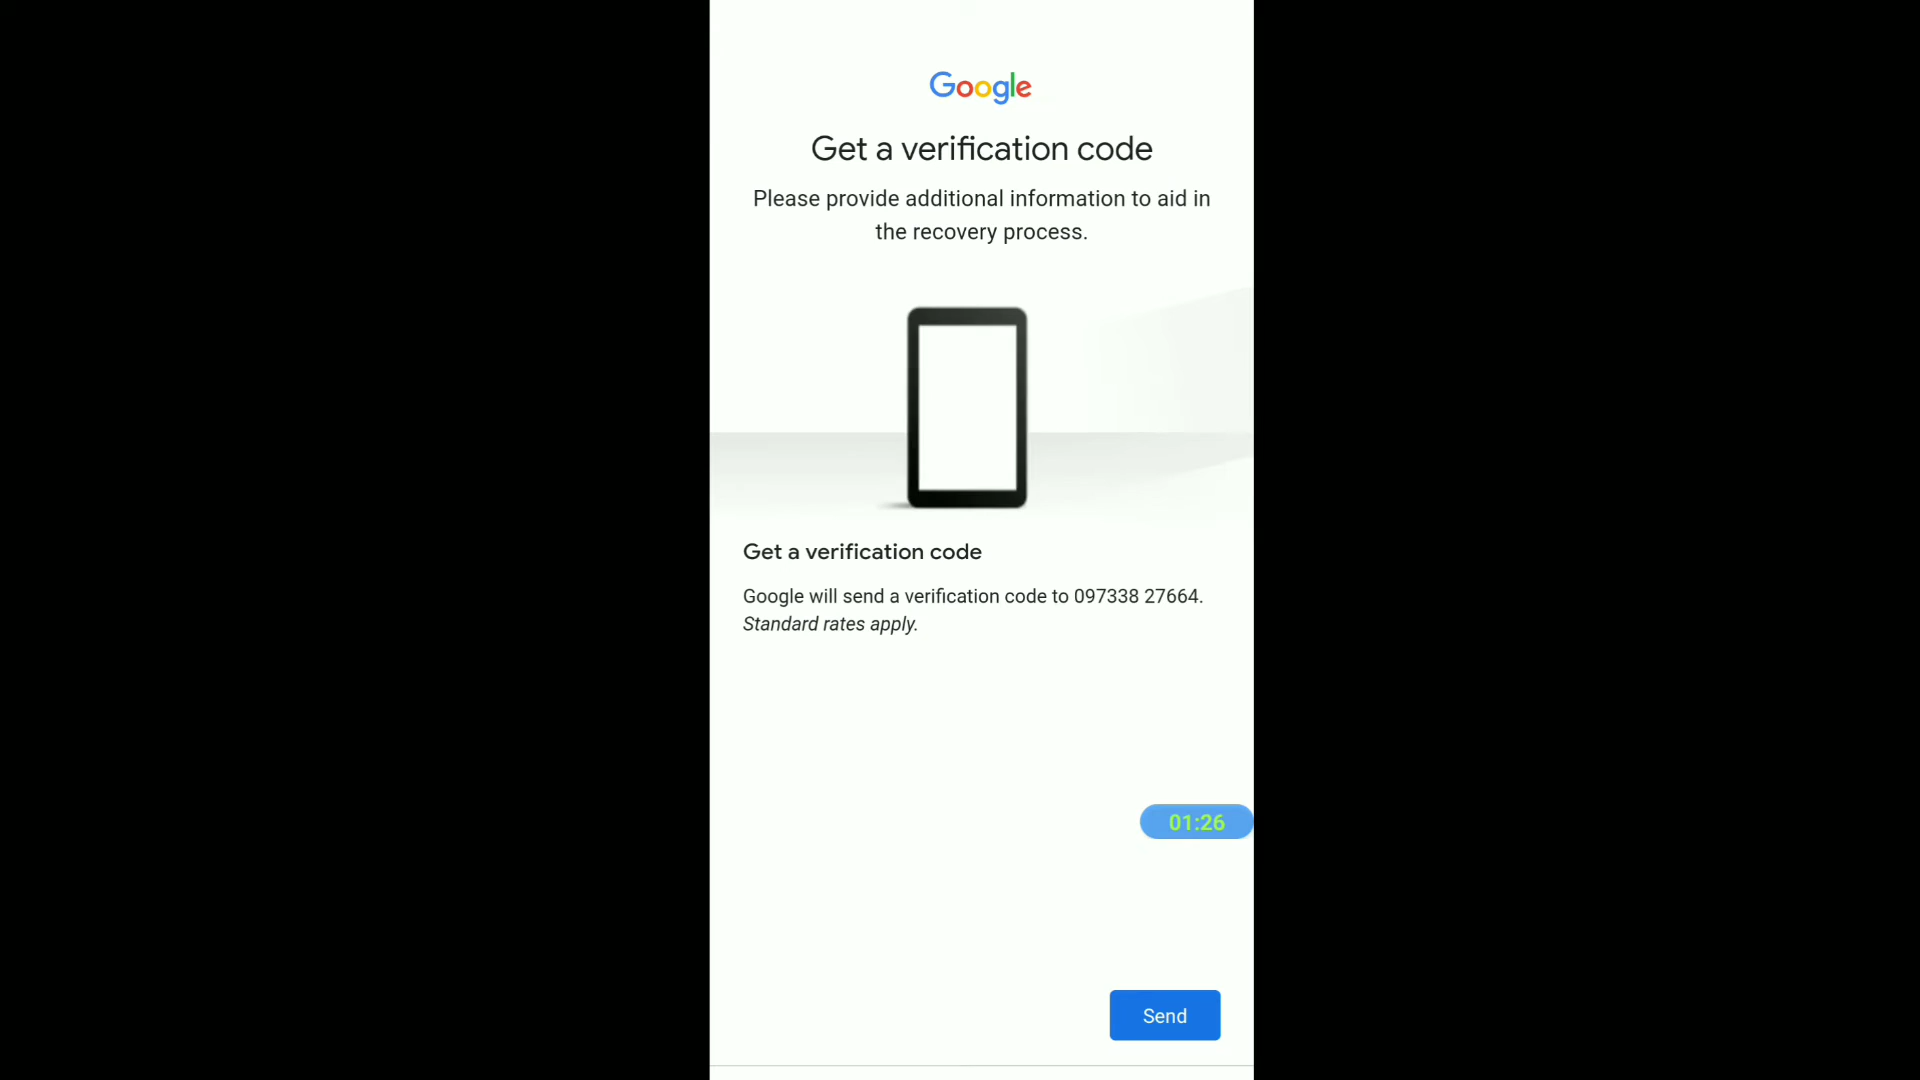 Google
Get a verification code
Please provide additional information to aid in
the recovery process.
Get a verification code
Google will send a verification code to 097338 27664.
Standard rates apply.
01:26
Send